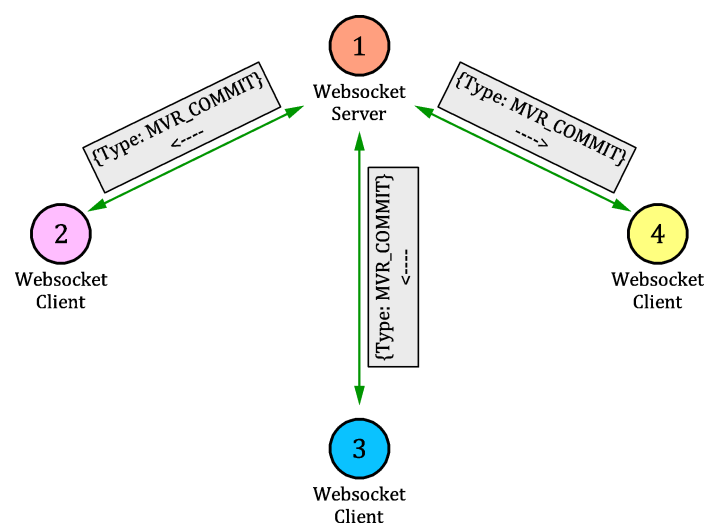 1
Websocket
Server
{Type: MVR_COMMIT}
<----
{Type: MVR_COMMIT}
---->
{Type: MVR_COMMIT}
<----
2
Websocket
Client
4
Websocket
Client
3
Websocket
Client